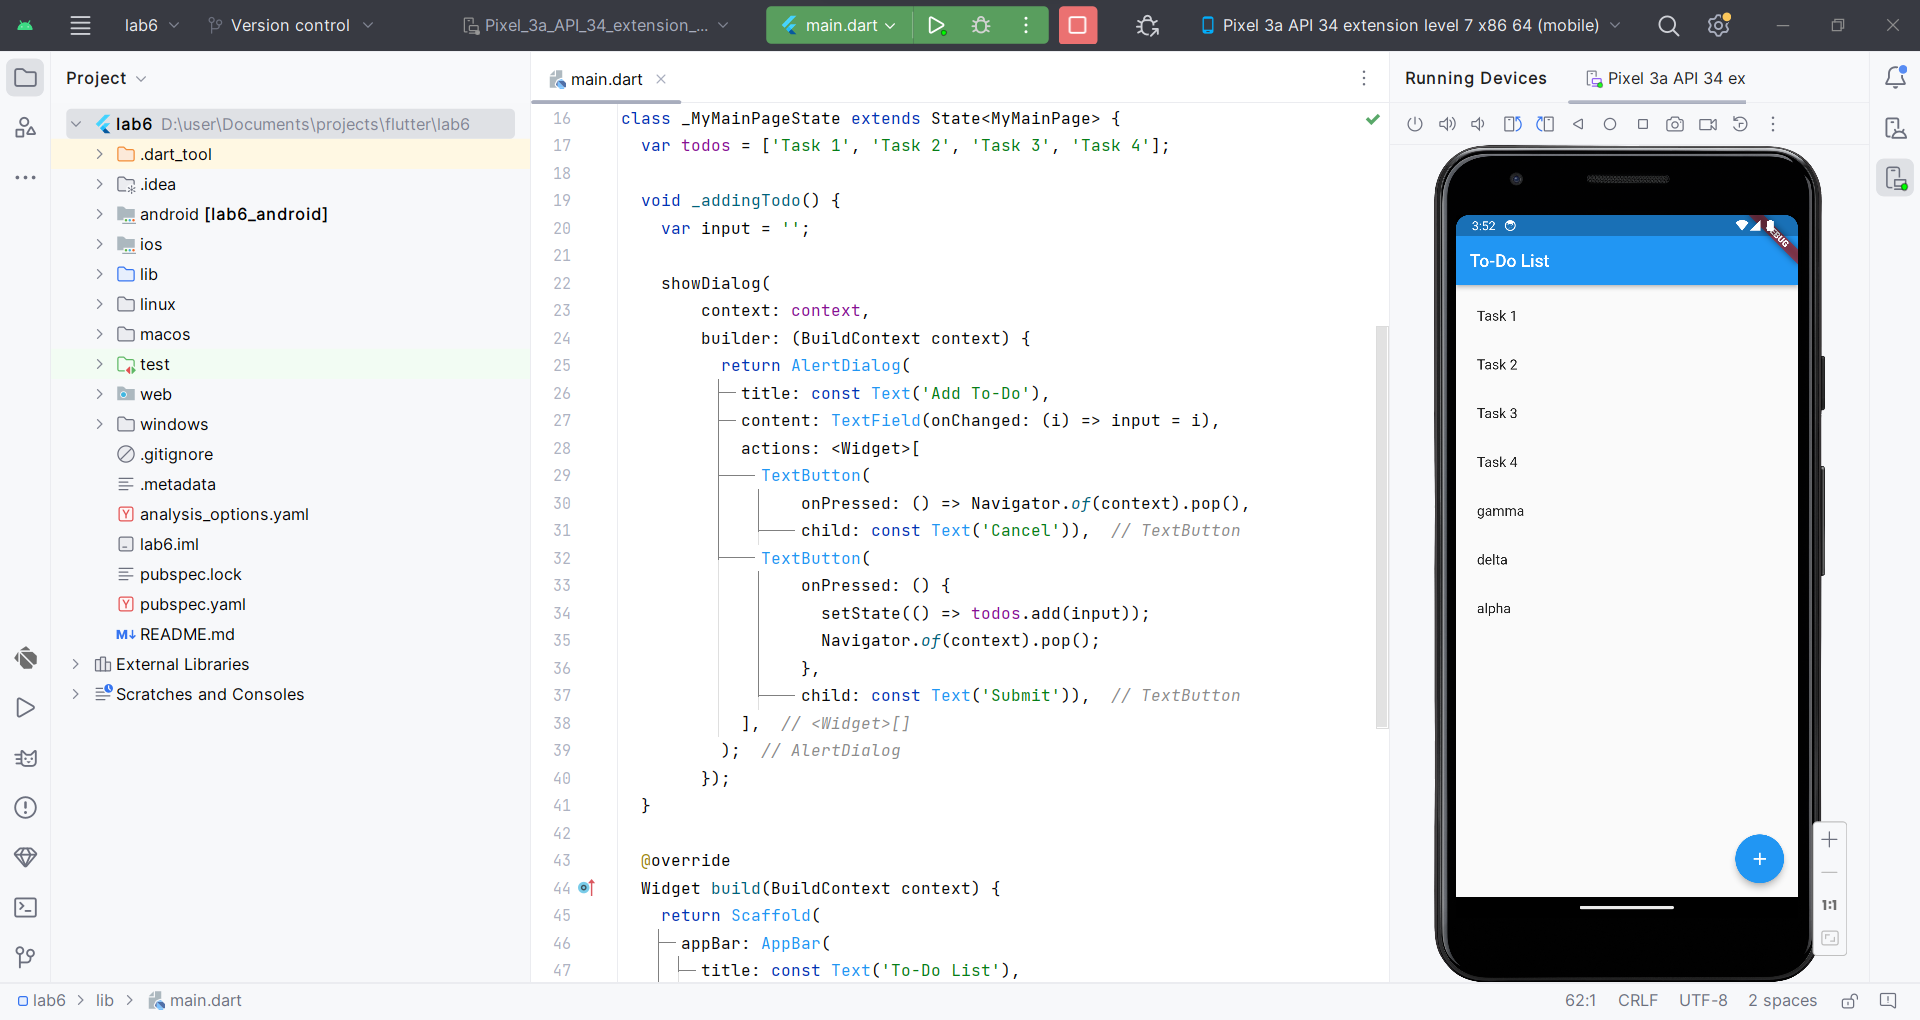 lab6
Version control
Pixel_3a_API_34_extension_...
main.dart
Pixel 3a API 34 extension level 7 x86 64 (mobile)
Project
lab6 D:\user\Documents\projects\flutter\lab6
.dart_tool
.idea
android [lab6_android]
ios
lib
linux
macos
test
web
windows
.gitignore
.metadata
analysis_options.yaml
lab6.iml
pubspec.lock
pubspec.yaml
M↓ README.md
External Libraries
Scratches and Consoles
main.dart
16 class _MyMainPageState extends State<MyMainPage> {
17 var todos = ['Task 1', 'Task 2', 'Task 3', 'Task 4'];
18
19 void _addingTodo() {
20 var input = '';
21
22 showDialog(
23 context: context,
24 builder: (BuildContext context) {
25 return AlertDialog(
26 title: const Text('Add To-Do'),
27 content: TextField(onChanged: (i) => input = i),
28 actions: <Widget>[
29 TextButton(
30 onPressed: () => Navigator.of(context).pop(),
31 child: const Text('Cancel')), // TextButton
32 TextButton(
33 onPressed: () {
34 setState(() => todos.add(input));
35 Navigator.of(context).pop();
36 },
37 child: const Text('Submit')), // TextButton
38 ], // <Widget>[]
39 ); // AlertDialog
40 });
41 }
42
43 @override
44 Widget build(BuildContext context) {
45 return Scaffold(
46 appBar: AppBar(
47 title: const Text('To-Do List'),
Running Devices
Pixel 3a API 34 ex
3:52
DEBUG
To-Do List
Task 1
Task 2
Task 3
Task 4
gamma
delta
alpha
1:1
lab6 > lib > main.dart
62:1 CRLF UTF-8 2 spaces